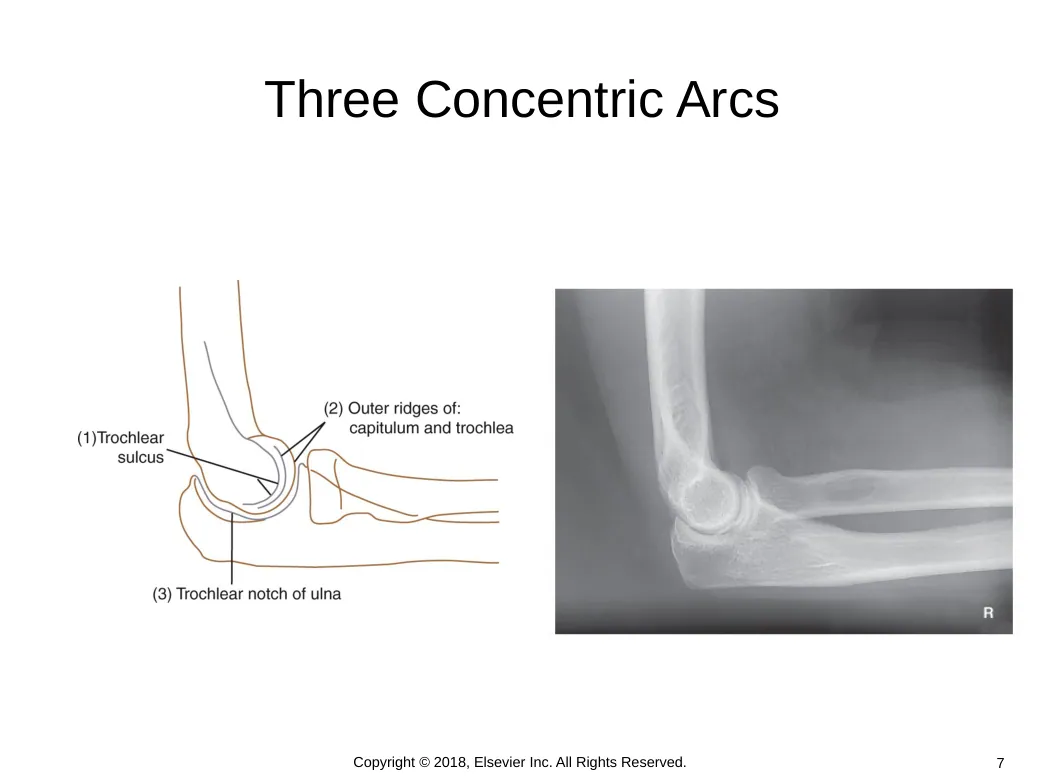 Three Concentric Arcs
(2) Outer ridges of:
capitulum and trochlea
(1)Trochlear
sulcus
(3) Trochlear notch of ulna
R
Copyright © 2018, Elsevier Inc. All Rights Reserved.
7